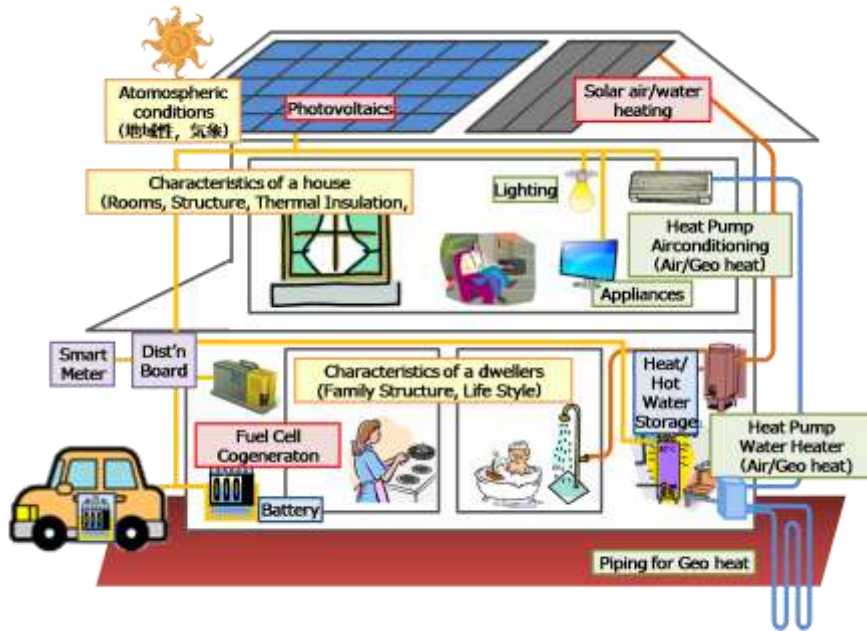 Atomospheric
conditions
(地域性, 気象)
Photovoltaics
Solar air/water
heating
Characteristics of a house
(Rooms, Structure, Thermal Insulation,
Lighting
Heat Pump
Airconditioning
(Air/Geo heat)
Appliances
Smart
Meter
Dist'n
Board
Characteristics of a dwellers
(Family Structure, Life Style)
Heat/
Hot
Water
Storage
Fuel Cell
Cogeneraton
Heat Pump
Water Heater
(Air/Geo heat)
Battery
Piping for Geo heat